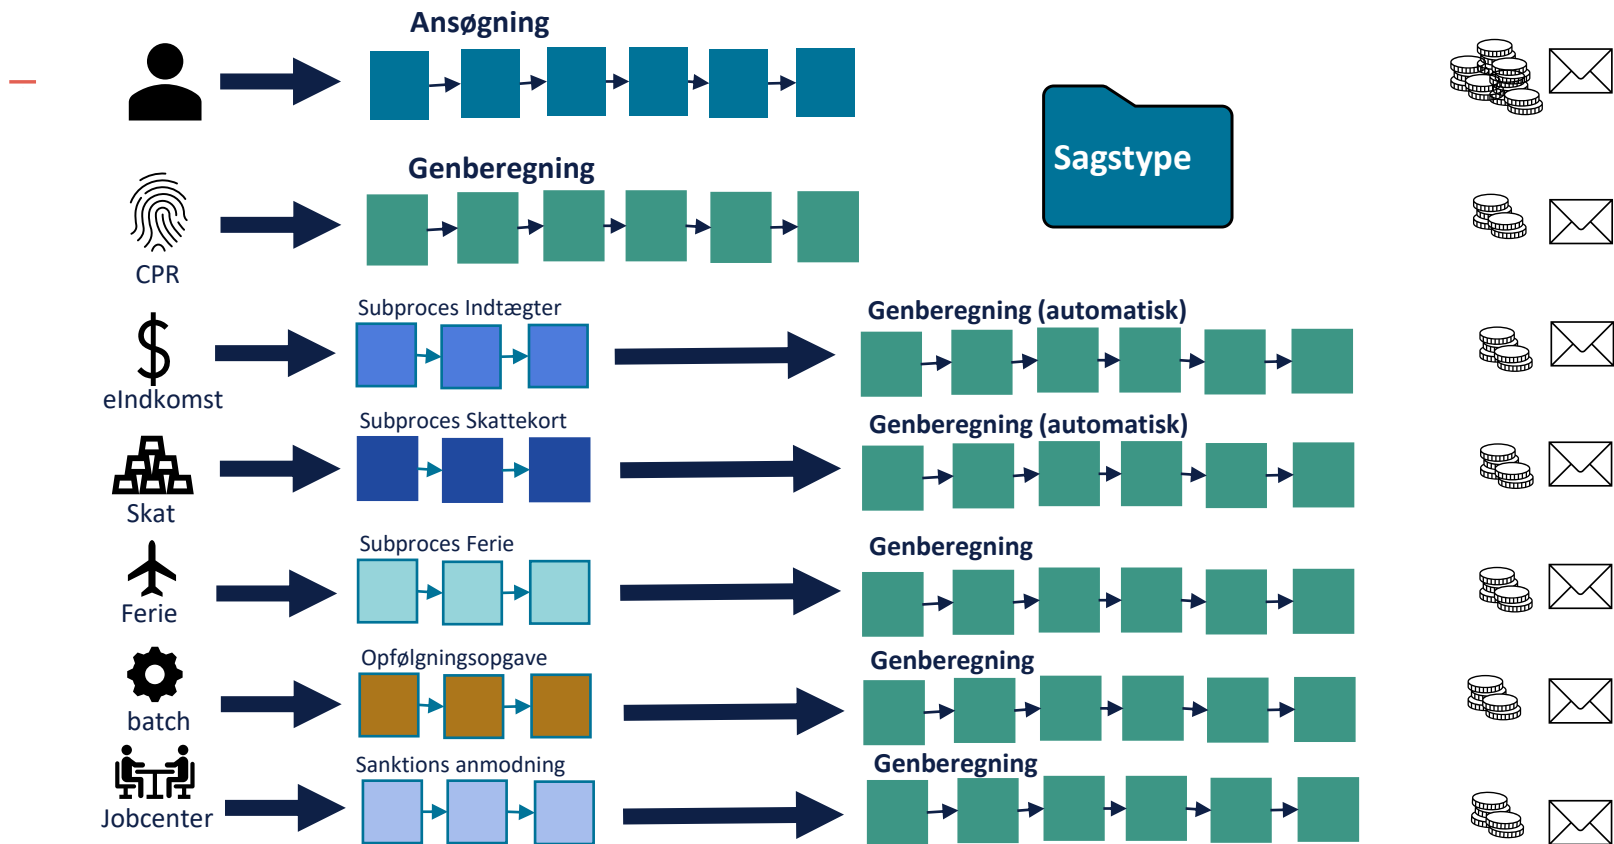 Ansøgning
Sagstype
Genberegning
CPR
Subproces Indtægter
Genberegning (automatisk)
eIndkomst
Subproces Skattekort
Genberegning (automatisk)
Skat
Subproces Ferie
Genberegning
Ferie
Opfølgningsopgave
Genberegning
batch
Sanktions anmodning
Genberegning
Jobcenter